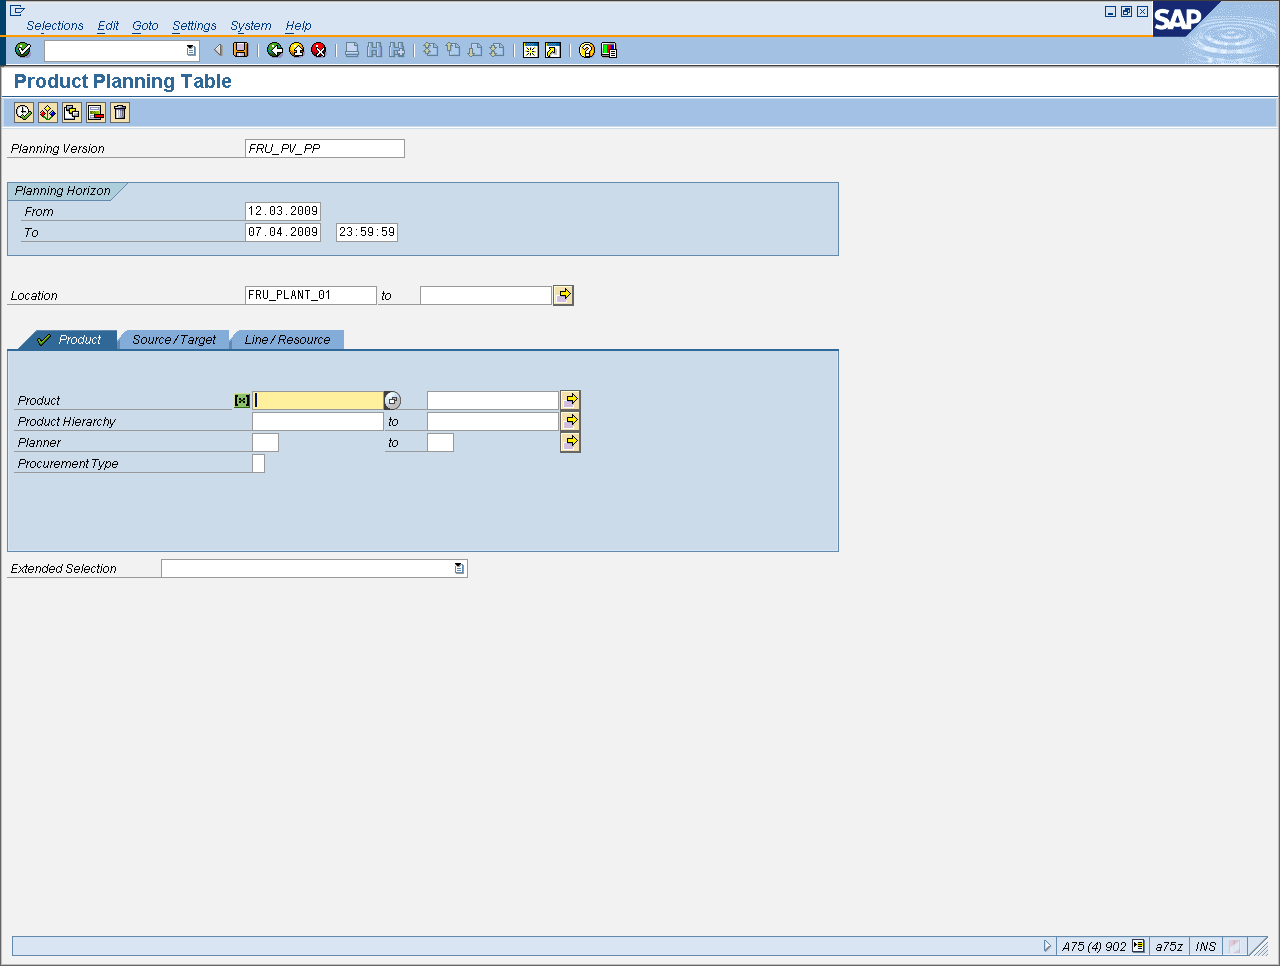 Selections Edit Goto Settings System Help
SAP
Product Planning Table
Planning Version FRU_PV_PP
Planning Horizon
From 12.03.2009
To 07.04.2009 23:59:59
Location FRU_PLANT_01 to
Product Source / Target Line / Resource
Product
Product Hierarchy to
Planner to
Procurement Type
Extended Selection
A75 (4) 902 a75z INS